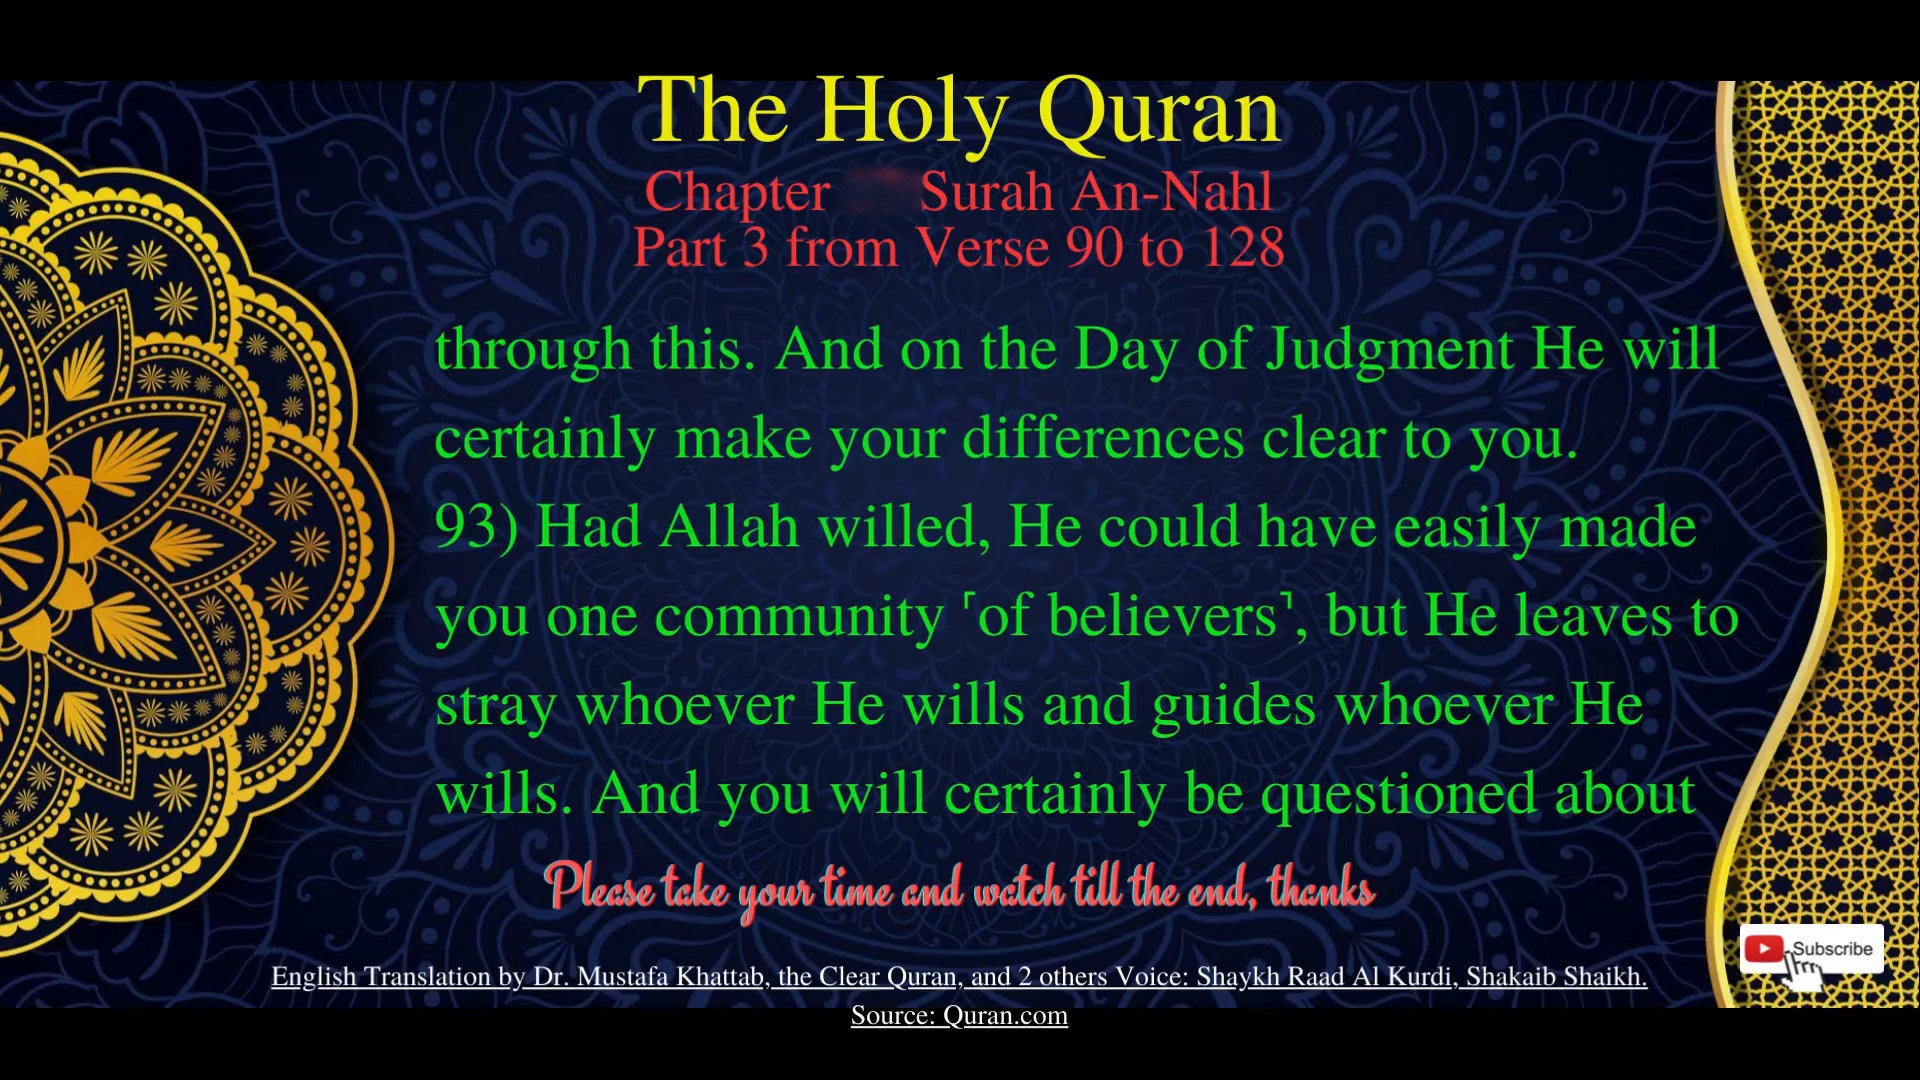 The Holy Quran
Chapter Surah An-Nahl
Part 3 from Verse 90 to 128
through this. And on the Day of Judgment He will
certainly make your differences clear to you.
93) Had Allah willed, He could have easily made
you one community ˹of believers˺, but He leaves to
stray whoever He wills and guides whoever He
wills. And you will certainly be questioned about
Please take your time and watch till the end, thanks
Subscribe
English Translation by Dr. Mustafa Khattab, the Clear Quran, and 2 others Voice: Shaykh Raad Al Kurdi, Shakaib Shaikh.
Source: Quran.com